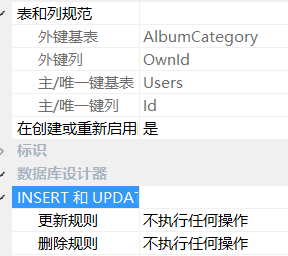 表和列规范
外键基表 AlbumCategory
外键列 OwnId
主/唯一键基表 Users
主/唯一键列 Id
在创建或重新启用 是
标识
数据库设计器
INSERT 和 UPDA
更新规则 不执行任何操作
删除规则 不执行任何操作